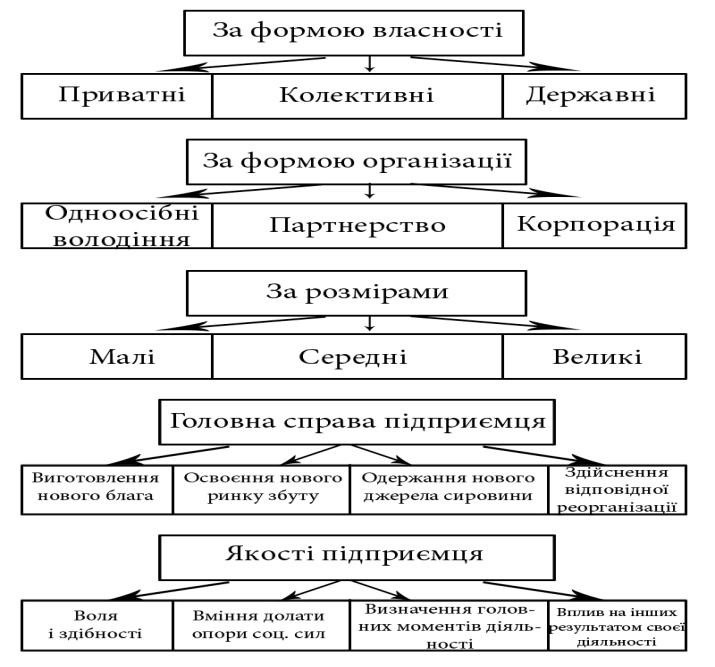 За формою власності
Приватні
Колективні
Державні
За формою організації
Одноосібні
володіння
Партнерство
Корпорація
За розмірами
Малі
Середні
Великі
Головна справа підприємця
Виготовлення
нового блага
Освоєння нового
ринку збуту
Одержання нового
джерела сировини
Здійснення
відповідної
реорганізації
Якості підприємця
Воля
і здібності
Вміння долати
опори соц. сил
Визначення голов-
них моментів діяль-
ності
Вплив на інших
результатом своєї
діяльності